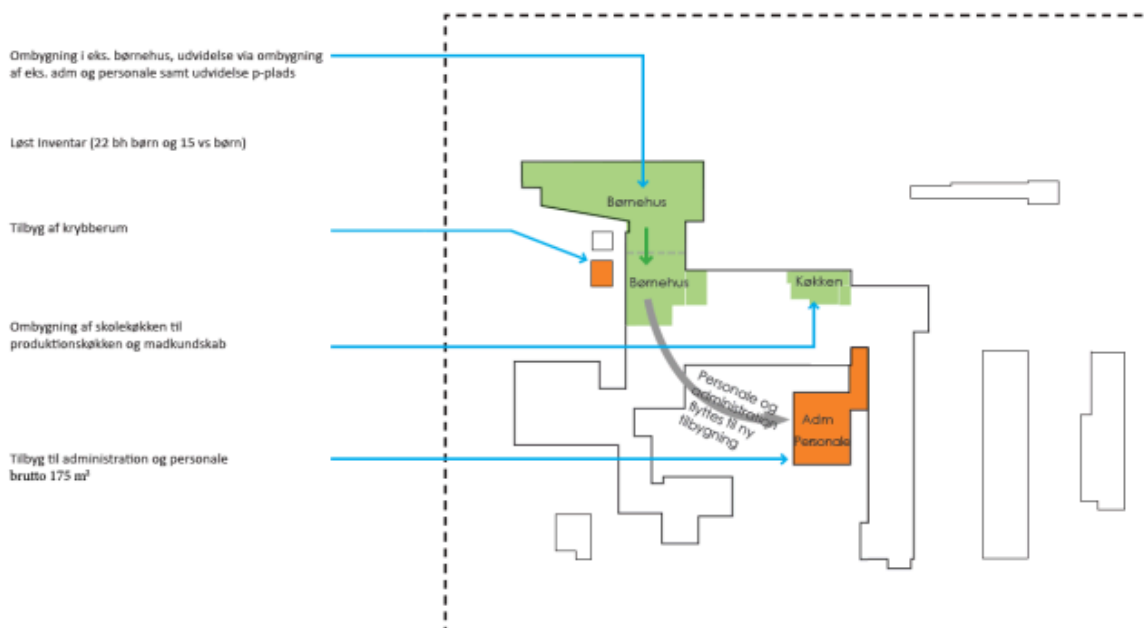 Ombygning i eks. børnehus, udvidelse via ombygning
af eks. adm og personale samt udvidelse p-plads
Løst Inventar (22 bh børn og 15 vs børn)
Tilbyg af krybberum
Ombygning af skolekøkken til
produktionskøkken og madkundskab
Tilbyg til administration og personale
brutto 175 m²
Børnehus
Børnehus
Køkken
Personale og
administration
flyttes til ny
tilbygning
Adm
Personale